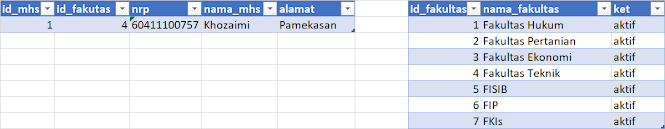 id_mhs id_fakutas nrp nama_mhs alamat
1 4 60411100757 Khozaimi Pamekasan
id_fakultas nama_fakultas ket
1 Fakultas Hukum aktif
2 Fakultas Pertanian aktif
3 Fakultas Ekonomi aktif
4 Fakultas Teknik aktif
5 FISIB aktif
6 FIP aktif
7 FKIs aktif